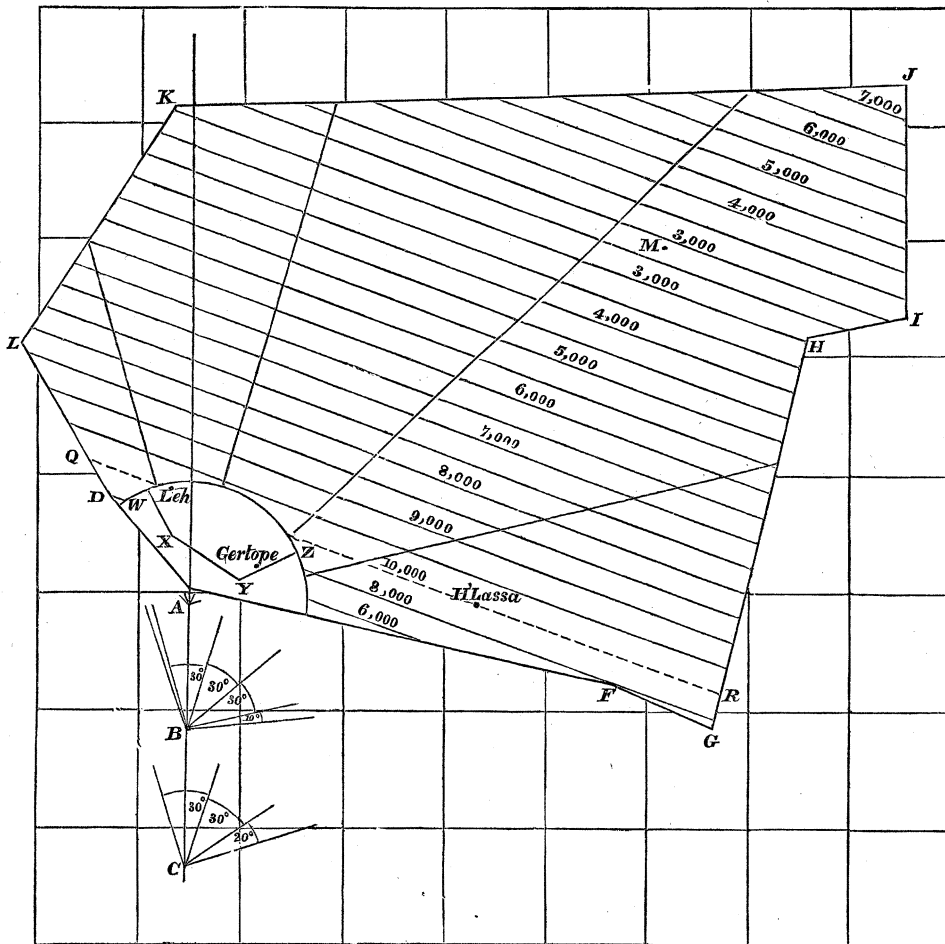 J
K
7,000
6,000
5,000
4,000
3,000
M.
3,000
I
4,000
H
L
5,000
6,000
7,000
Q
8,000
D
W
Leh
9,000
X
Gertope
Z
10,000
Y
8,000
H'Lassa
A
6,000
F
R
30°
30°
30°
10°
B
G
30°
30°
20°
C